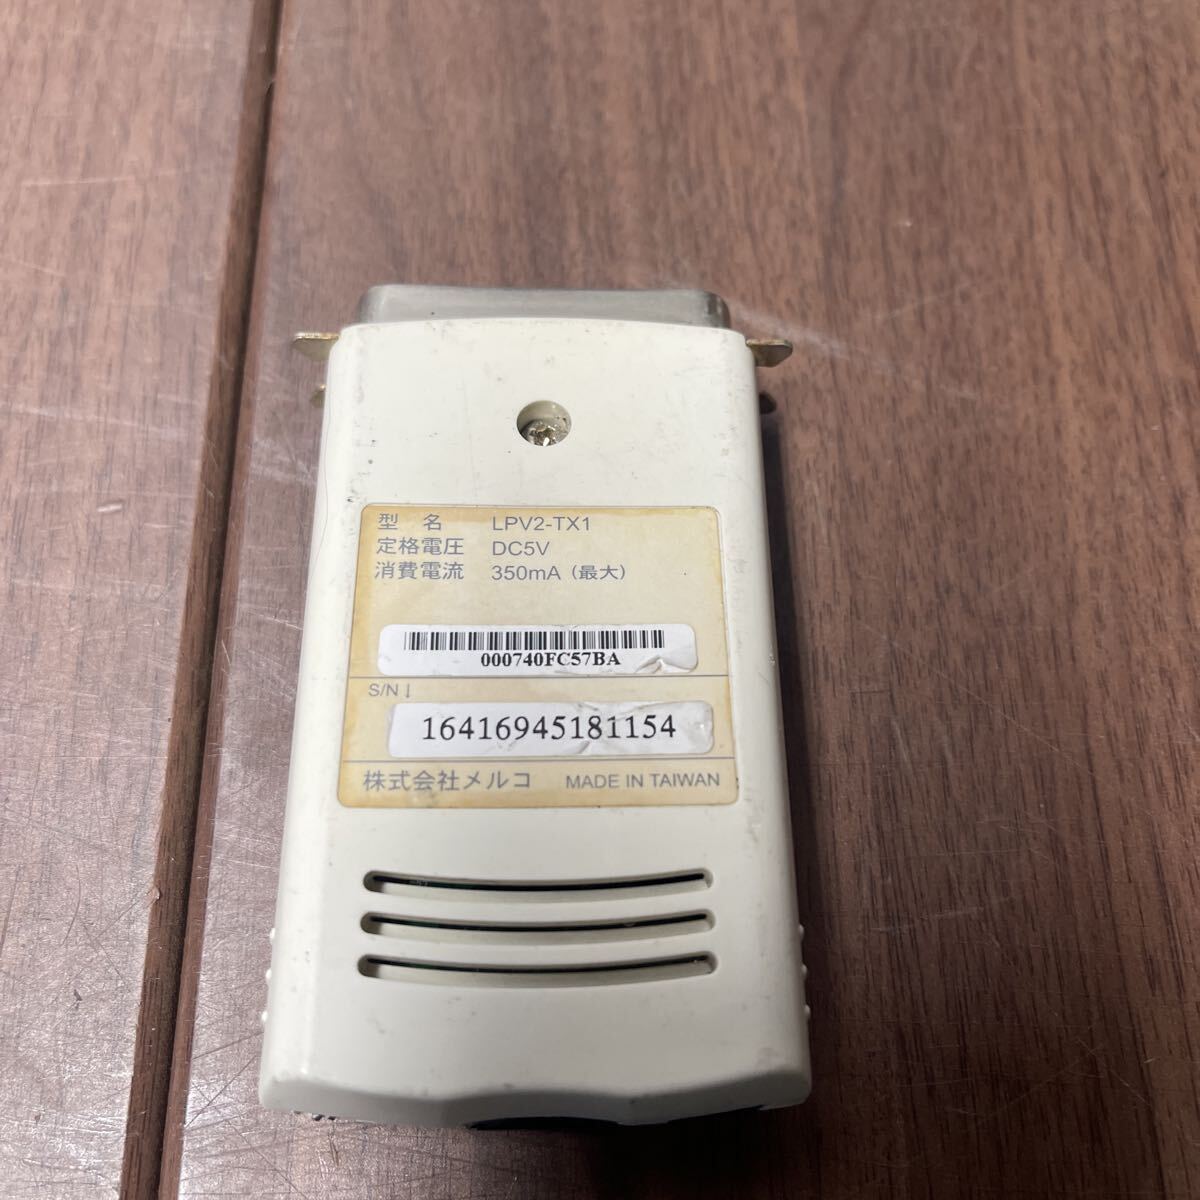 型 名 LPV2-TX1
定格電圧 DC5V
消費電流 350mA（最大）
000740FC57BA
S/N↓
16416945181154
株式会社メルコ MADE IN TAIWAN